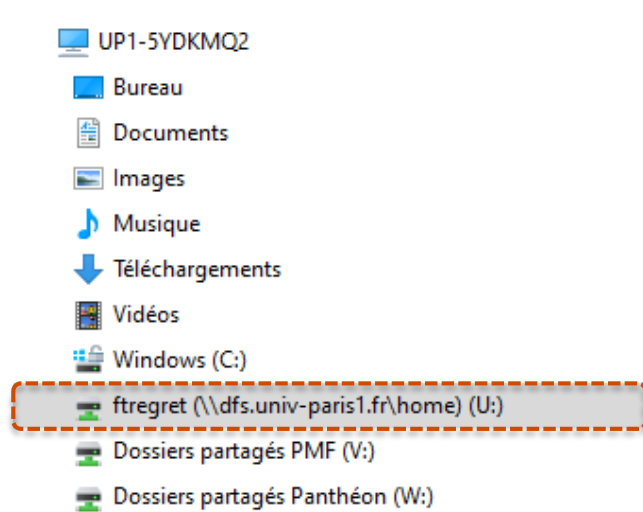 UP1-5YDKMQ2
Bureau
Documents
Images
Musique
Téléchargements
Vidéos
Windows (C:)
ftregret (\\dfs.univ-paris1.fr\home) (U:)
Dossiers partagés PMF (V:)
Dossiers partagés Panthéon (W:)